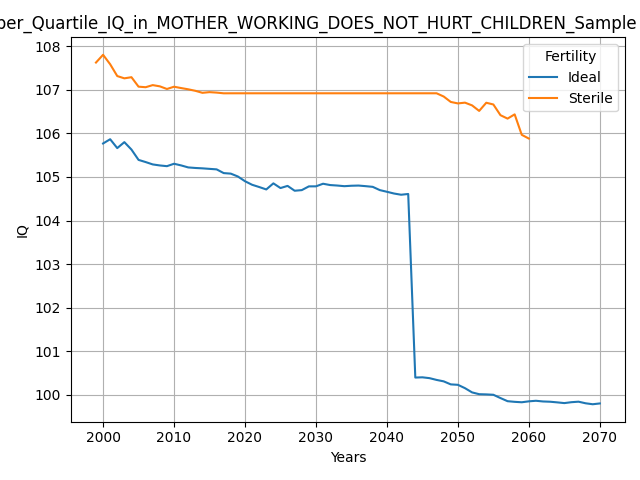 per_Quartile_IQ_in_MOTHER_WORKING_DOES_NOT_HURT_CHILDREN_Sample
Fertility
Ideal
Sterile
108
107
106
105
104
103
102
101
100
IQ
2000 2010 2020 2030 2040 2050 2060 2070
Years